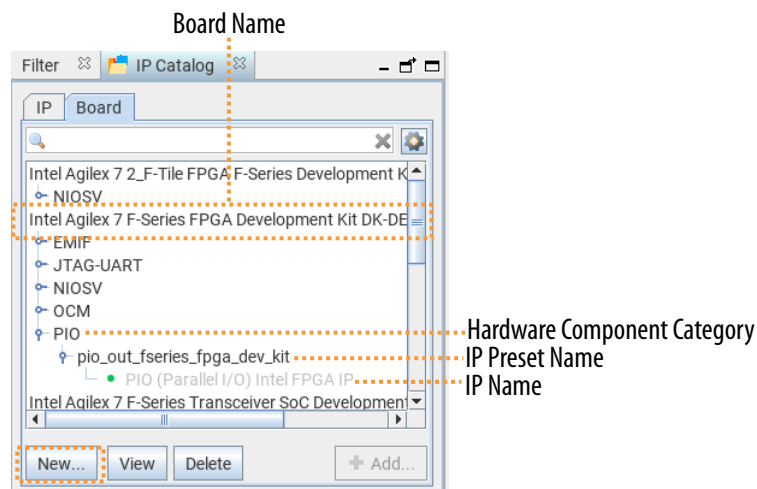 Board Name
Filter IP Catalog
IP Board
Intel Agilex 7 2_F-Tile FPGA F-Series Development K
NIOSV
Intel Agilex 7 F-Series FPGA Development Kit DK-DE
EMIF
JTAG-UART
NIOSV
OCM
PIO Hardware Component Category
pio_out_fseries_fpga_dev_kit IP Preset Name
PIO (Parallel I/O) Intel FPGA IP IP Name
Intel Agilex 7 F-Series Transceiver SoC Development
New... View Delete + Add...